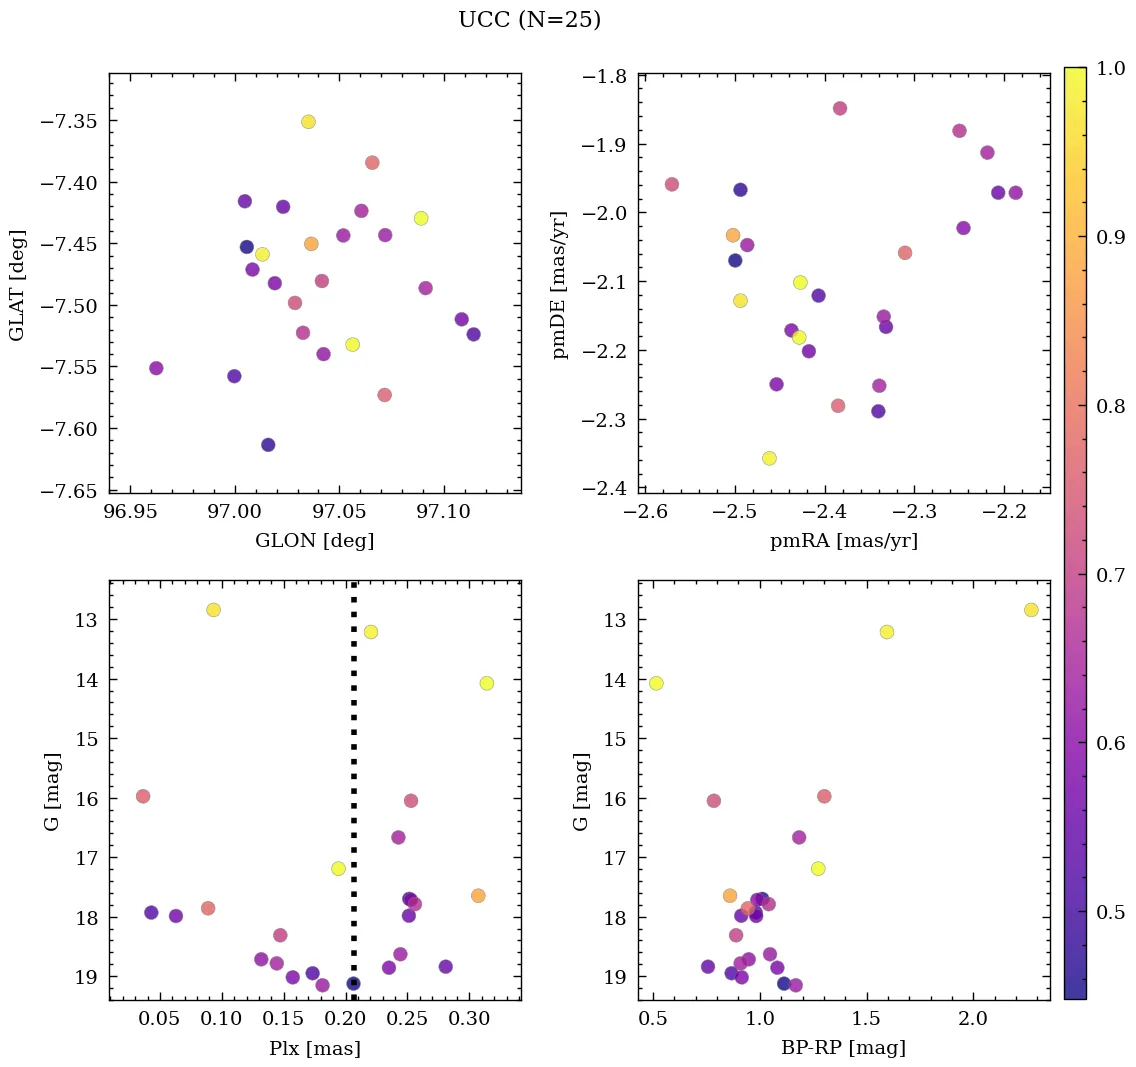 UCC (N=25)
−7.35
−7.40
−7.45
−7.50
−7.55
−7.60
−7.65
GLAT [deg]
96.95 97.00 97.05 97.10
GLON [deg]
−1.8
−1.9
−2.0
−2.1
−2.2
−2.3
−2.4
pmDE [mas/yr]
−2.6 −2.5 −2.4 −2.3 −2.2
pmRA [mas/yr]
13
14
15
16
17
18
19
G [mag]
0.05 0.10 0.15 0.20 0.25 0.30
Plx [mas]
13
14
15
16
17
18
19
G [mag]
0.5 1.0 1.5 2.0
BP-RP [mag]
1.0
0.9
0.8
0.7
0.6
0.5